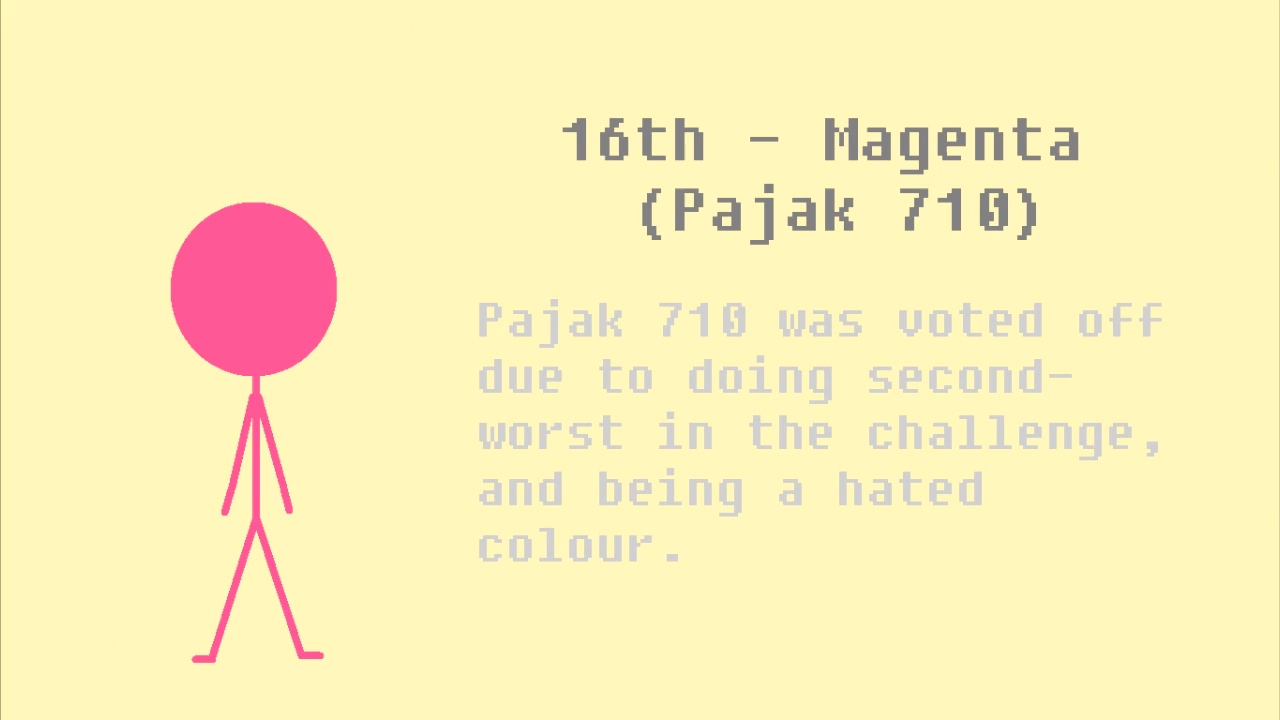 16th - Magenta
(Pajak 710)
Pajak 710 was voted off
due to doing second-
worst in the challenge,
and being a hated
colour.